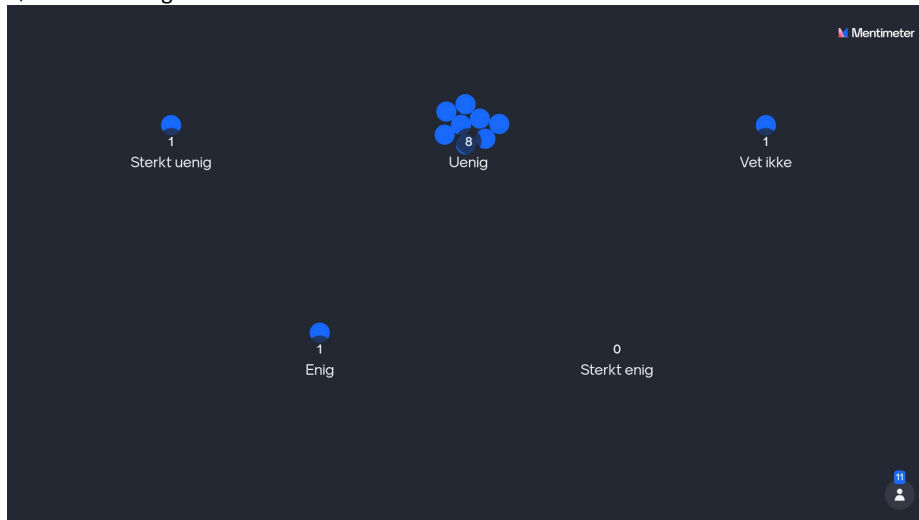 Mentimeter
1
Sterkt uenig
8
Uenig
1
Vet ikke
1
Enig
0
Sterkt enig
11